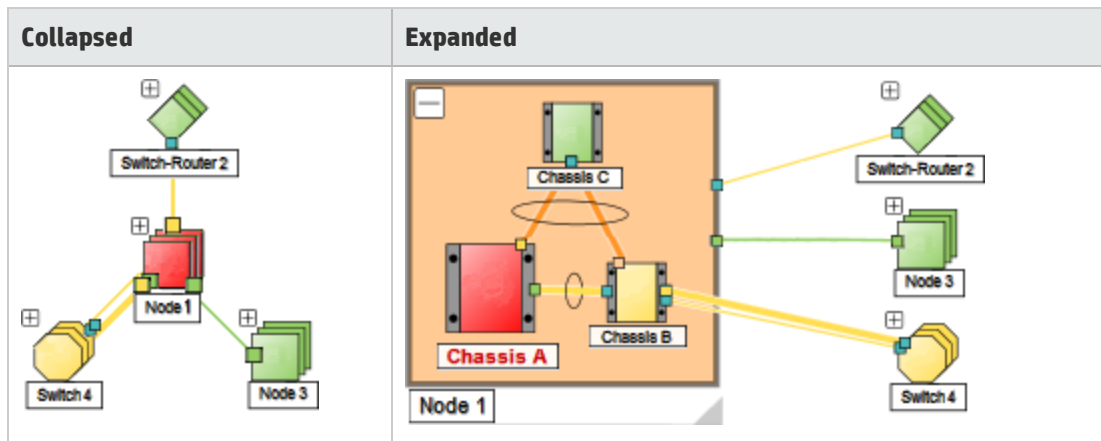 Collapsed
Expanded
Switch-Router 2
Node 1
Switch 4
Node 3
Chassis C
Chassis A
Chassis B
Node 1
Switch-Router 2
Node 3
Switch 4